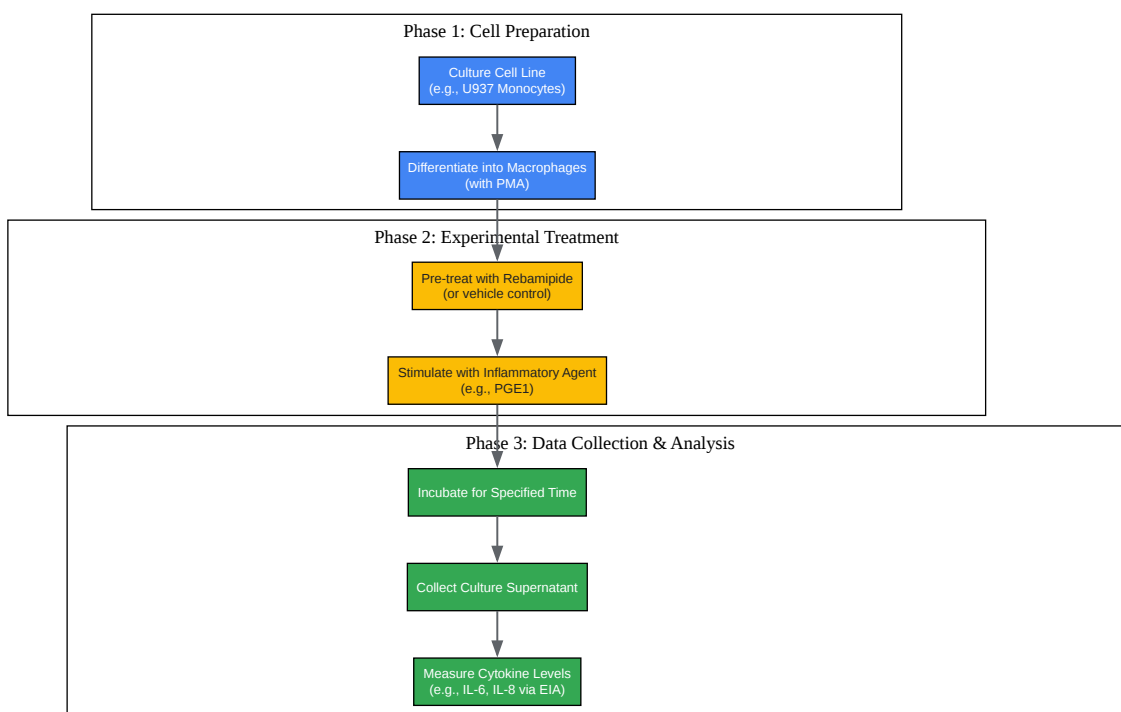 Phase 1: Cell Preparation
Culture Cell Line
(e.g., U937 Monocytes)
Differentiate into Macrophages
(with PMA)
Phase 2: Experimental Treatment
Pre-treat with Rebamipide
(or vehicle control)
Stimulate with Inflammatory Agent
(e.g., PGE1)
Phase 3: Data Collection & Analysis
Incubate for Specified Time
Collect Culture Supernatant
Measure Cytokine Levels
(e.g., IL-6, IL-8 via EIA)